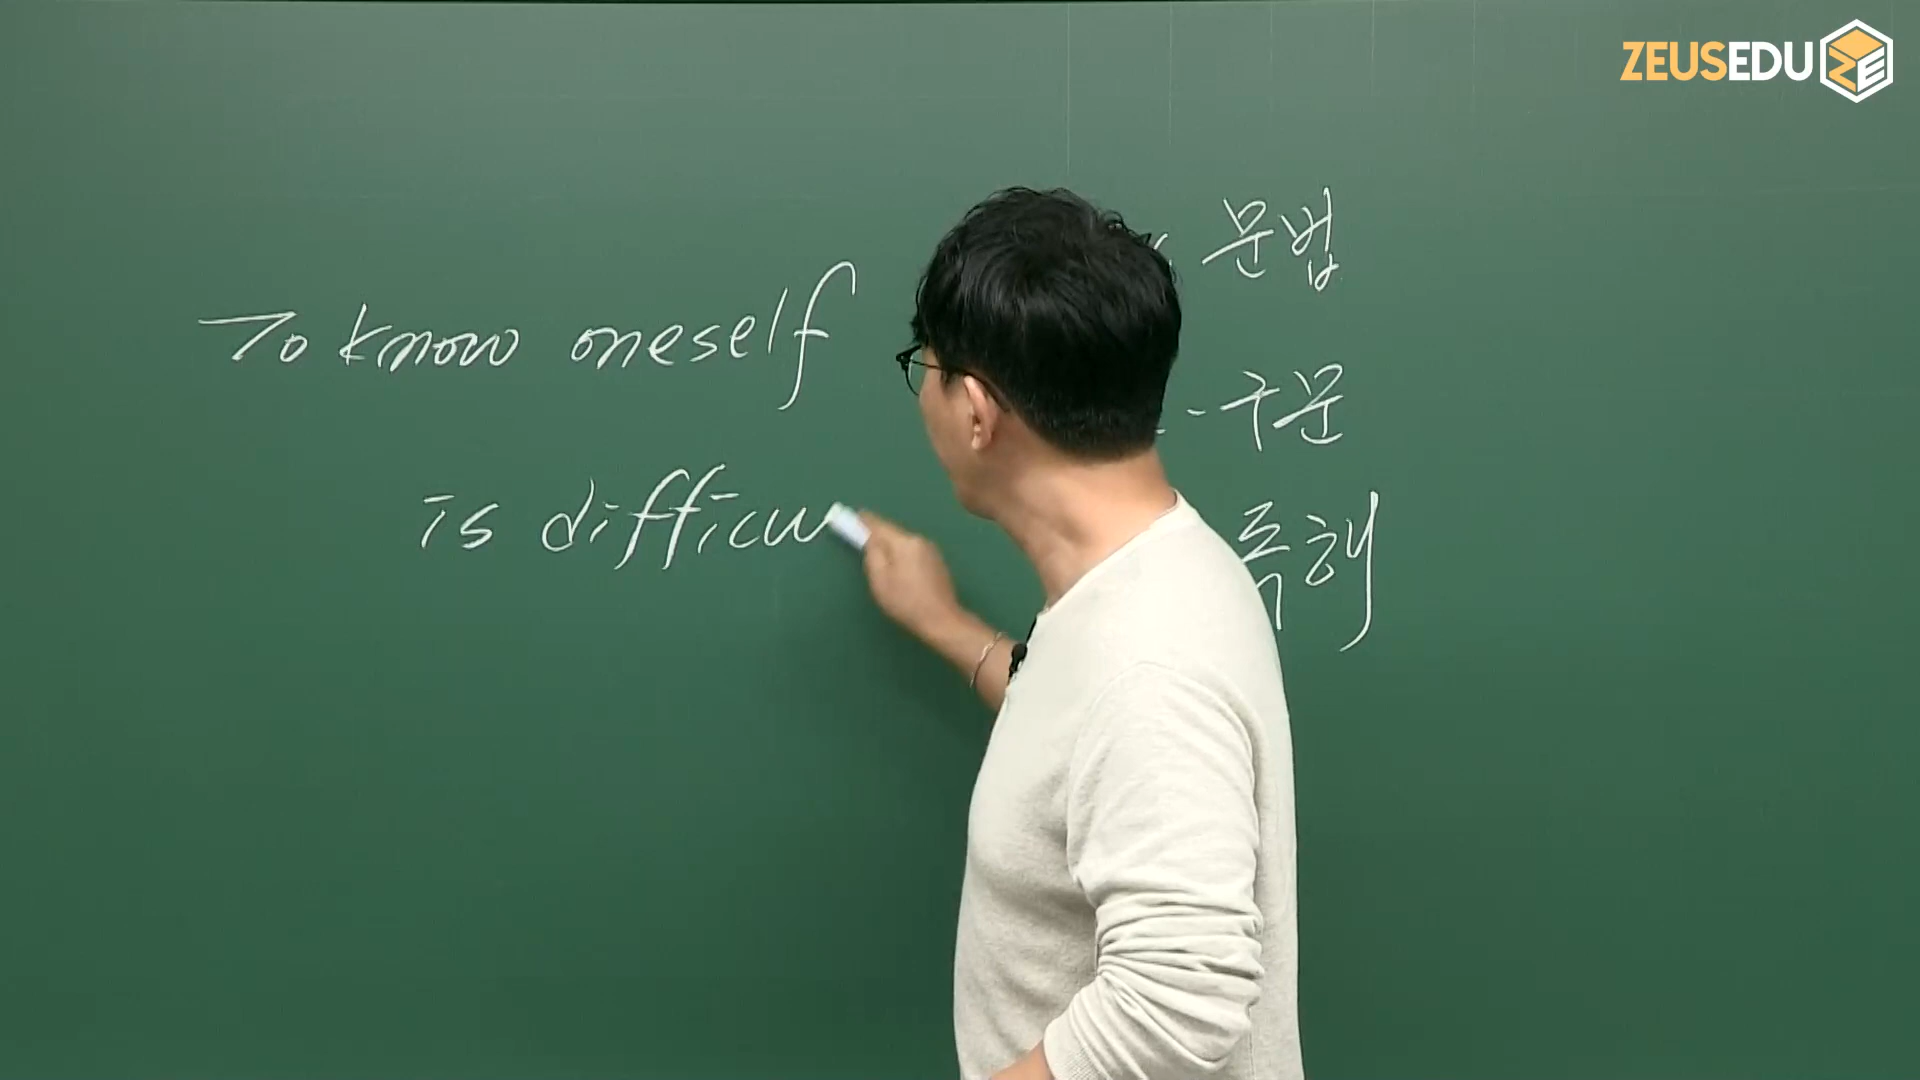 ZEUSEDU
To know oneself
is difficu
문법
- 구문
독해